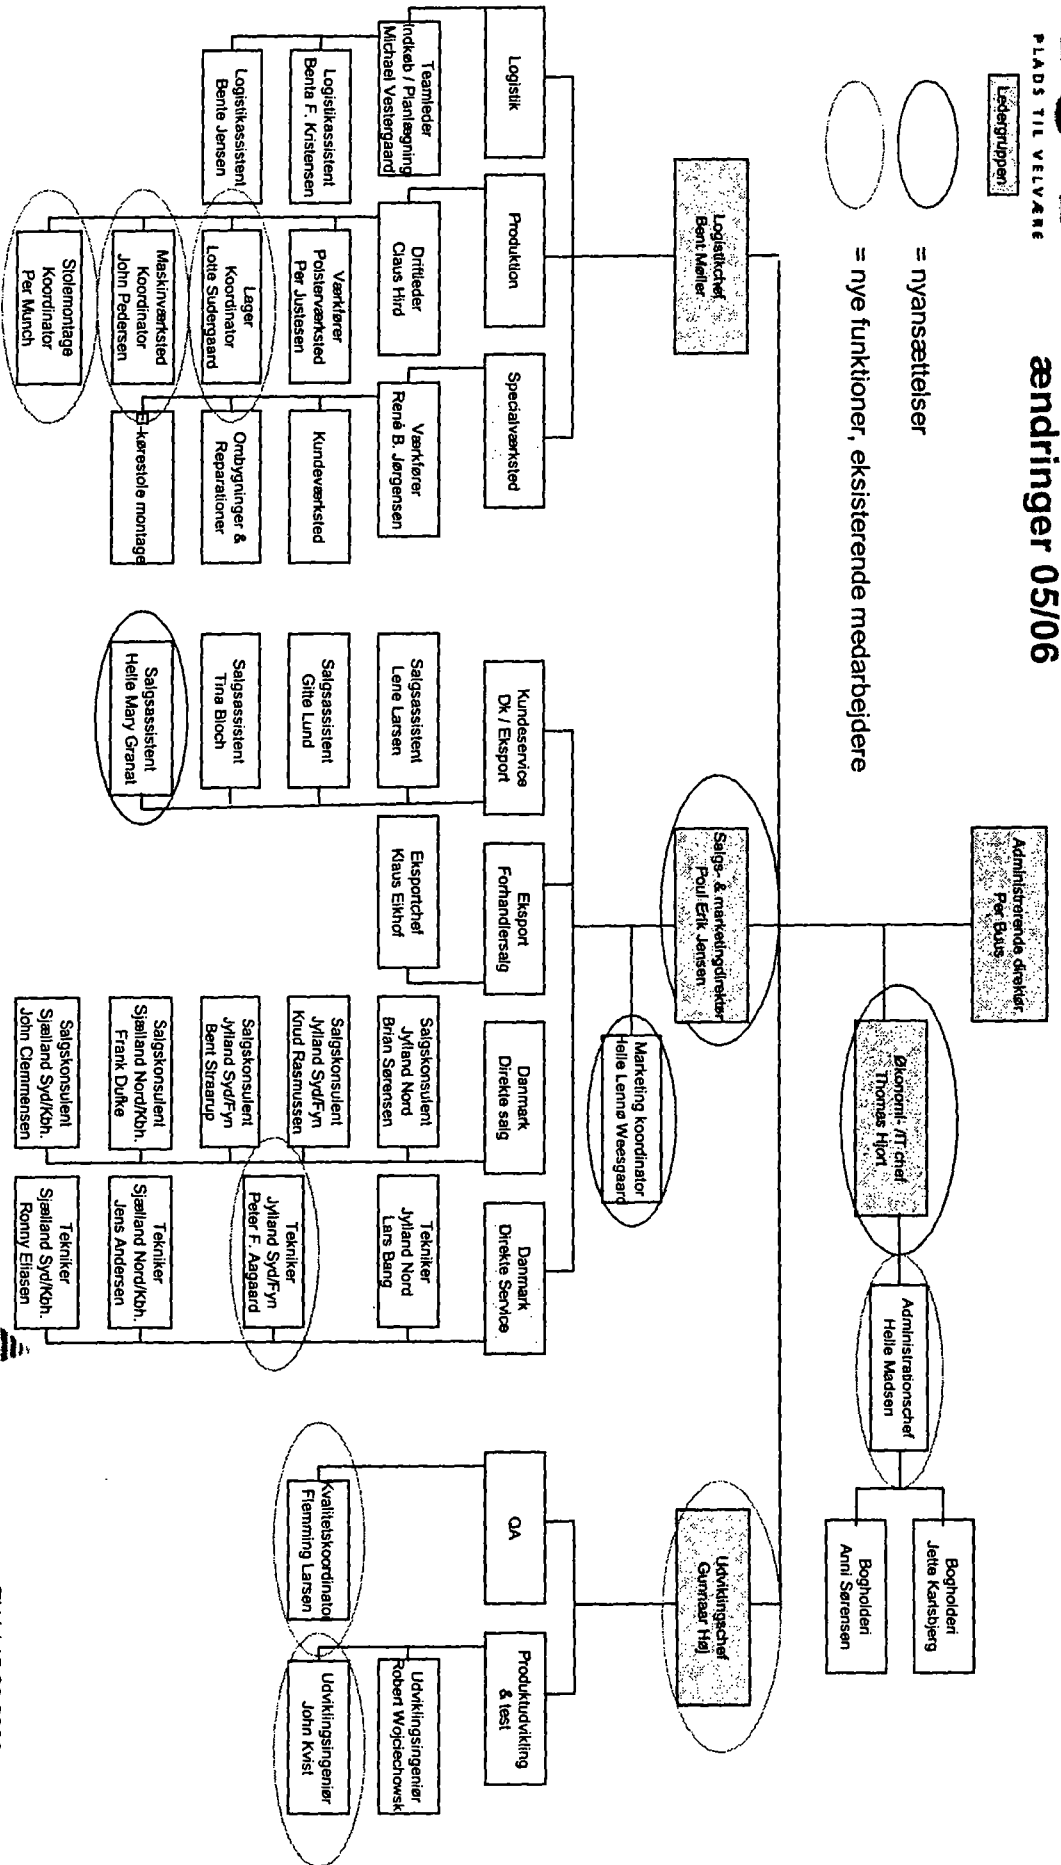 PLADS TIL VELVÆRE
ændringer 05/06
Ledergruppen
= nyansættelser
= nye funktioner, eksisterende medarbejdere
Administrerende direktør
Per Buus
Økonomi- /IT chef
Thomas Hjort
Administrationschef
Helle Madsen
Bogholderi
Jette Karlsbjerg
Bogholderi
Anni Sørensen
Logistikchef
Bent Møller
Salgs- & marketingdirektør
Poul Erik Jensen
Udviklingschef
Gunnaar Høj
Marketing koordinator
Helle Lennø Weesgaard
Logistik
Produktion
Specialværksted
Kundeservice
Dk / Eksport
Eksport
Forhandlersalg
Danmark
Direkte salg
Danmark
Direkte Service
QA
Produktudvikling
& test
Teamleder
Indkøb / Planlægning
Michael Vestergaard
Logistikassistent
Benta F. Kristensen
Logistikassistent
Bente Jensen
Driftleder
Claus Hird
Værkfører
Polsterværksted
Per Justesen
Lager
Koordinator
Lotte Sudergaard
Maskinværksted
Koordinator
John Pedersen
Stolemontage
Koordinator
Per Munch
Værkfører
René B. Jørgensen
Kundeværksted
Ombygninger &
Reparationer
El-kørestole montage
Salgsassistent
Lene Larsen
Salgsassistent
Gitte Lund
Salgsassistent
Tina Bloch
Salgsassistent
Helle Mary Granat
Eksportchef
Klaus Eikhof
Salgskonsulent
Jylland Nord
Brian Sørensen
Salgskonsulent
Jylland Syd/Fyn
Knud Rasmussen
Salgskonsulent
Jylland Syd/Fyn
Bent Straarup
Salgskonsulent
Sjælland Nord/Kbh.
Frank Dufke
Salgskonsulent
Sjælland Syd/Kbh.
John Clemmensen
Tekniker
Jylland Nord
Lars Bang
Tekniker
Jylland Syd/Fyn
Peter F. Aagaard
Tekniker
Sjælland Nord/Kbh.
Jens Andersen
Tekniker
Sjælland Syd/Kbh.
Ronny Eliasen
Kvalitetskoordinator
Flemming Larsen
Udviklingsingeniør
Robert Wojciechowsk
Udviklingsingeniør
John Kvist